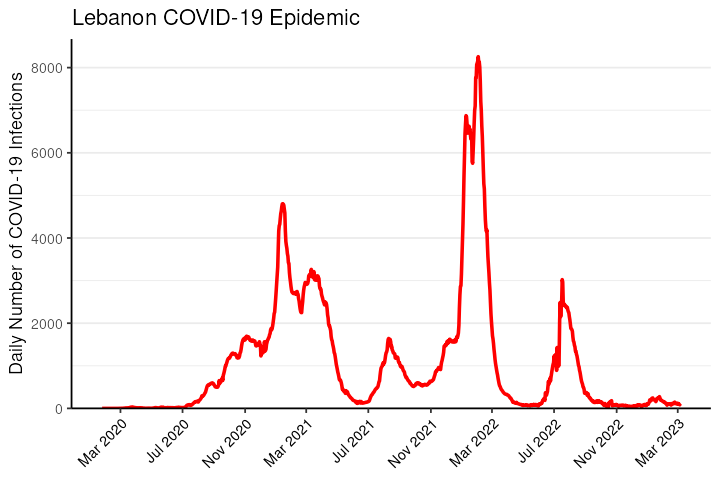 Lebanon COVID-19 Epidemic
Daily Number of COVID-19 Infections
8000
6000
4000
2000
0
Mar 2020
Jul 2020
Nov 2020
Mar 2021
Jul 2021
Nov 2021
Mar 2022
Jul 2022
Nov 2022
Mar 2023